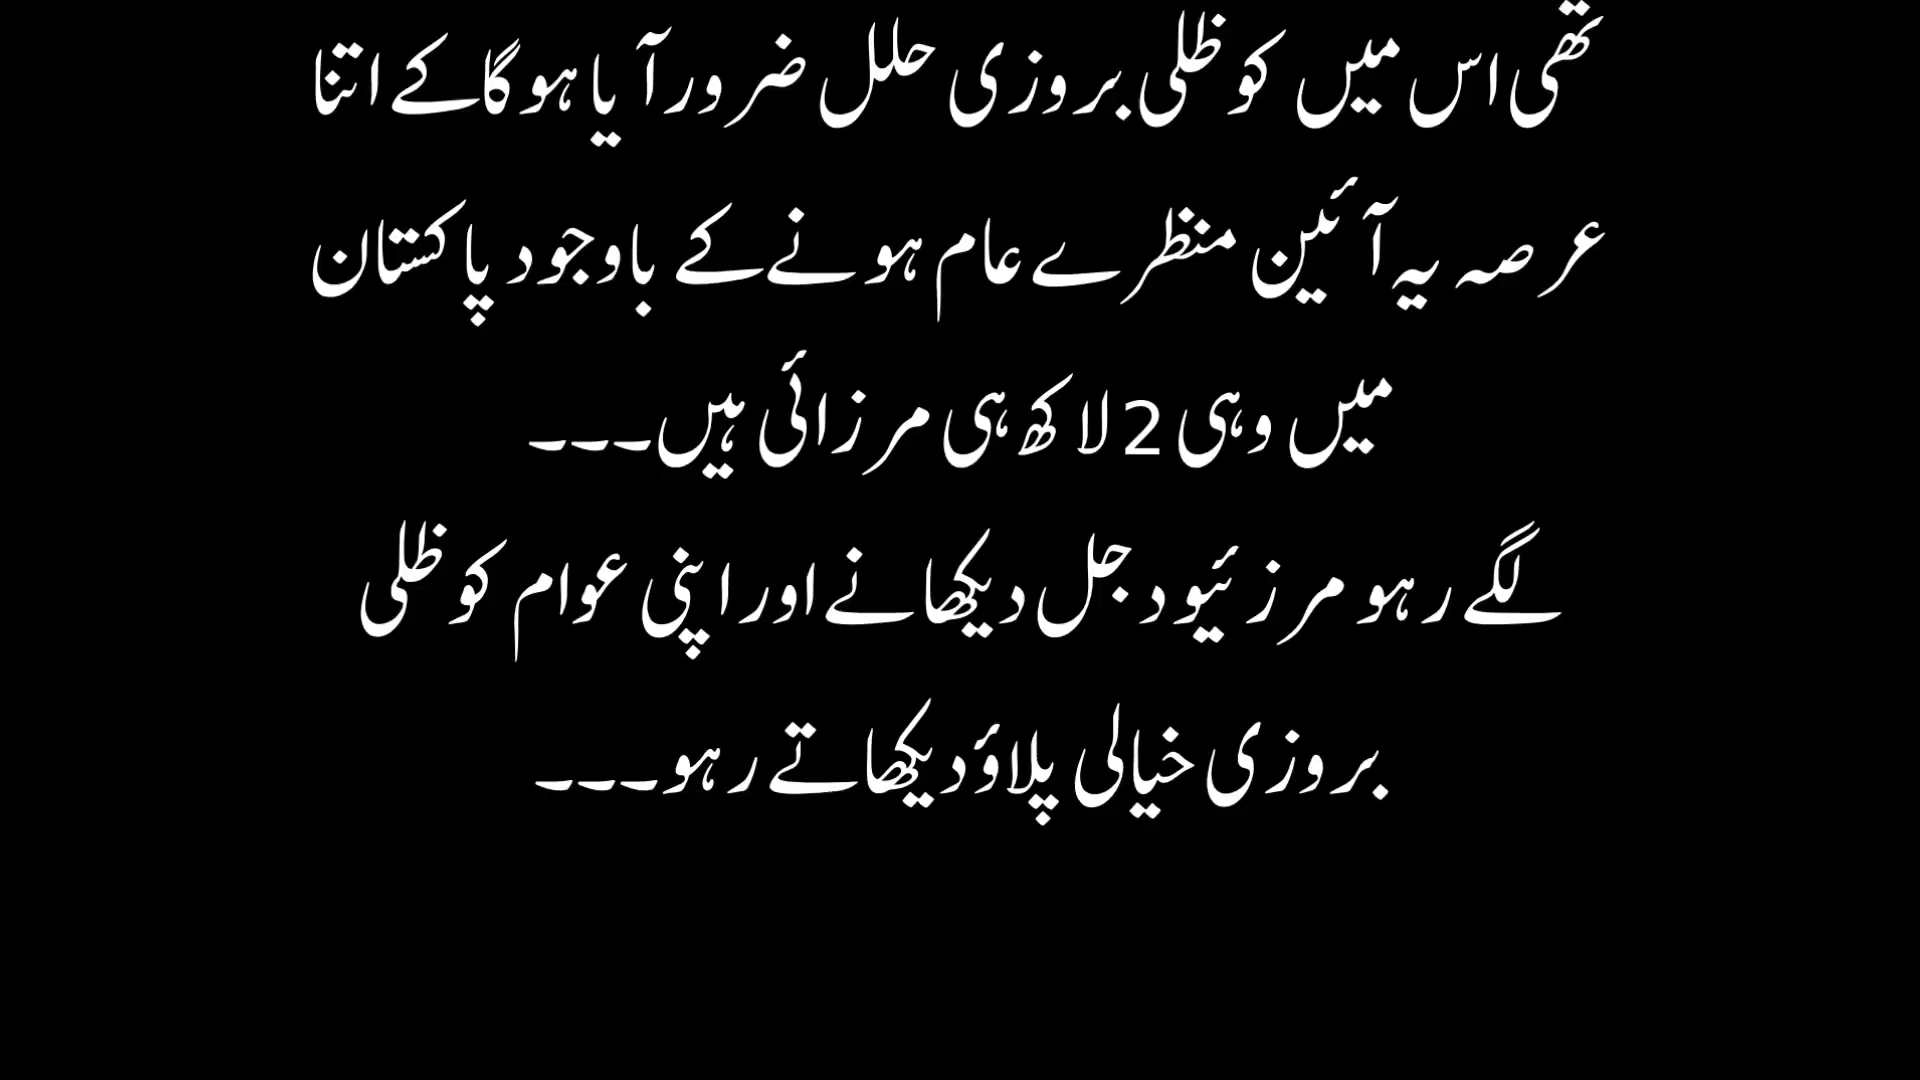 تھی اس میں کو ظلی بروزی حلل ضرور آیا ہوگا کے اتنا
عرصہ یہ آئین منظرے عام ہونے کے باوجود پاکستان
میں وہی 2 لاکھ ہی مرزائی ہیں۔۔۔
لگے رہو مرزئیو دجل دیکھانے اور اپنی عوام کو ظلی
بروزی خیالی پلاؤ دیکھاتے رہو۔۔۔